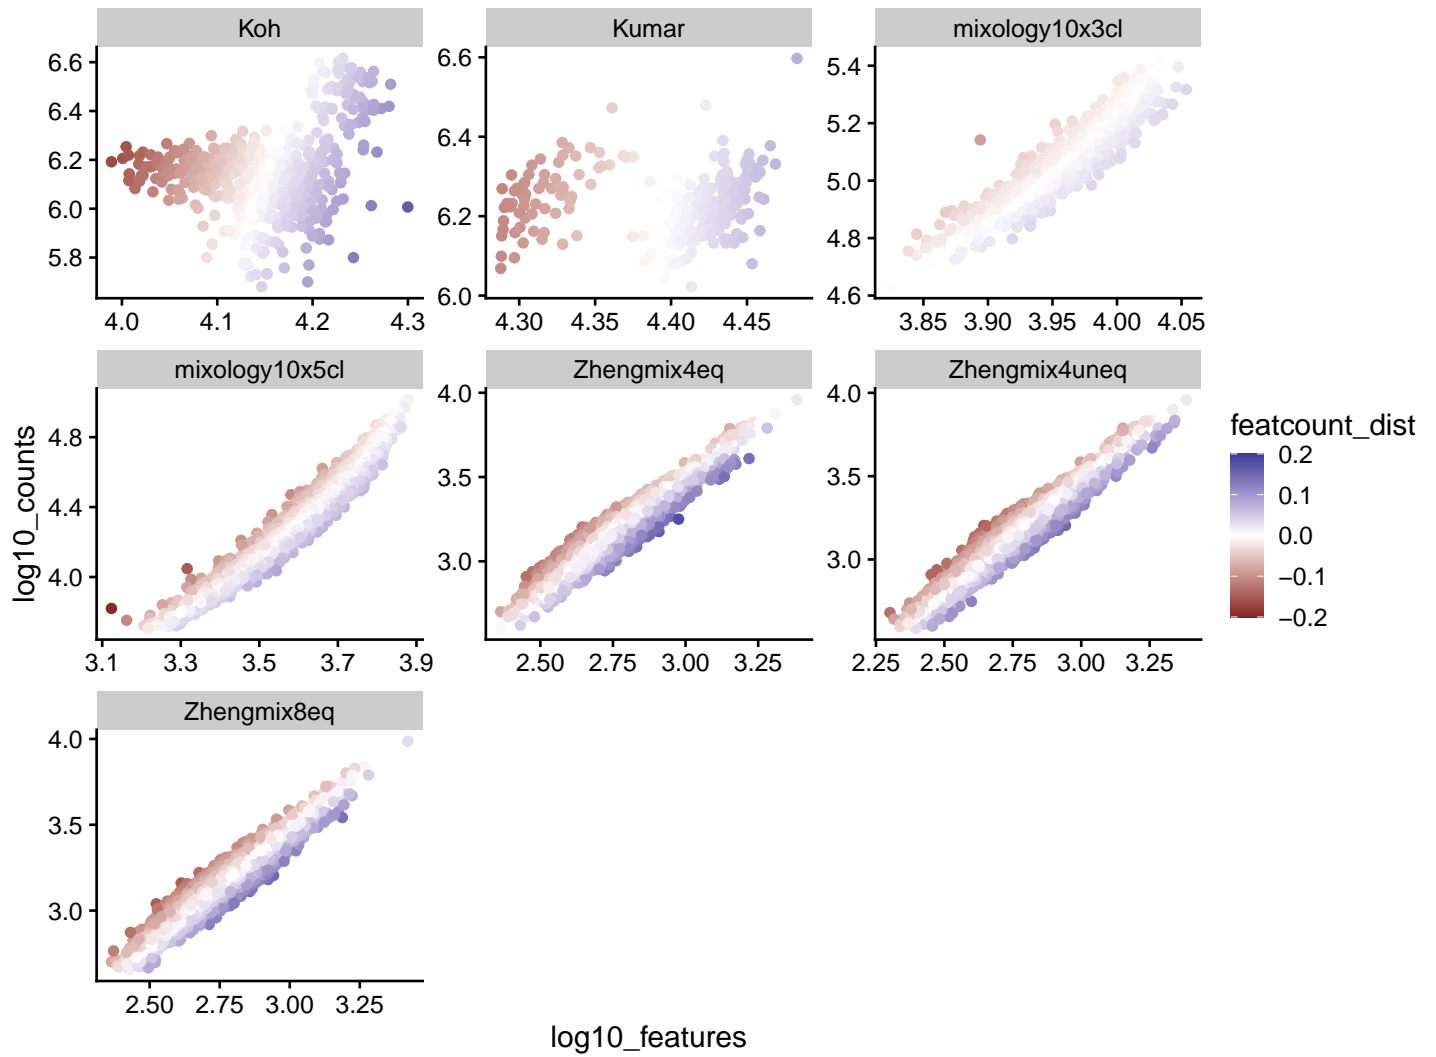 Koh
Kumar
mixology10x3cl
6.6
6.4
6.2
6.0
5.8
4.0 4.1 4.2 4.3
6.6
6.4
6.2
6.0
4.30 4.35 4.40 4.45
5.4
5.2
5.0
4.8
4.6
3.85 3.90 3.95 4.00 4.05
mixology10x5cl
Zhengmix4eq
Zhengmix4uneq
4.8
4.4
4.0
3.1 3.3 3.5 3.7 3.9
4.0
3.5
3.0
2.50 2.75 3.00 3.25
4.0
3.5
3.0
2.25 2.50 2.75 3.00 3.25
Zhengmix8eq
4.0
3.5
3.0
2.50 2.75 3.00 3.25
log10_counts
log10_features
featcount_dist
0.2
0.1
0.0
−0.1
−0.2